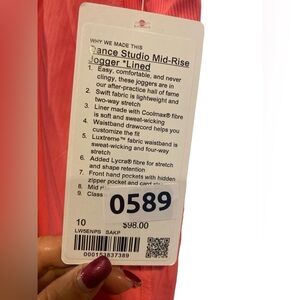 WHY WE MADE THIS
Dance Studio Mid-Rise
Jogger *Lined
1. Easy, comfortable, and never
clingy, these joggers are in
our after-practice hall of fame
2. Swift fabric is lightweight and
two-way stretch
3. Liner made with Coolmax® fibre
is soft and sweat-wicking
4. Waistband drawcord helps you
customize the fit
5. Luxtreme™ fabric waistband is
sweat-wicking and four-way
stretch
6. Added Lycra® fibre for stretch
and shape retention
7. Front hand pockets with hidden
zipper pocket and card
8. Mid
9. Class
0589
10
$98.00
LW5ENPS BAKP
000153837389